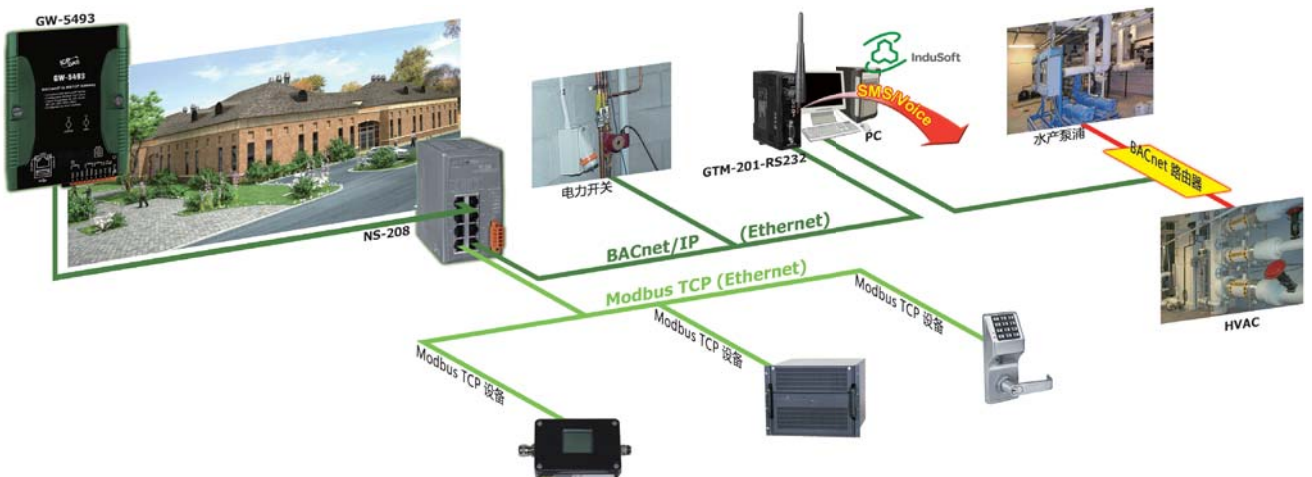 GW-5493
GW-5493
NS-208
电力开关
GTM-201-RS232
InduSoft
SMS/Voice
PC
水产泵浦
BACnet 路由器
HVAC
BACnet/IP (Ethernet)
Modbus TCP (Ethernet)
Modbus TCP 设备
Modbus TCP 设备
Modbus TCP 设备